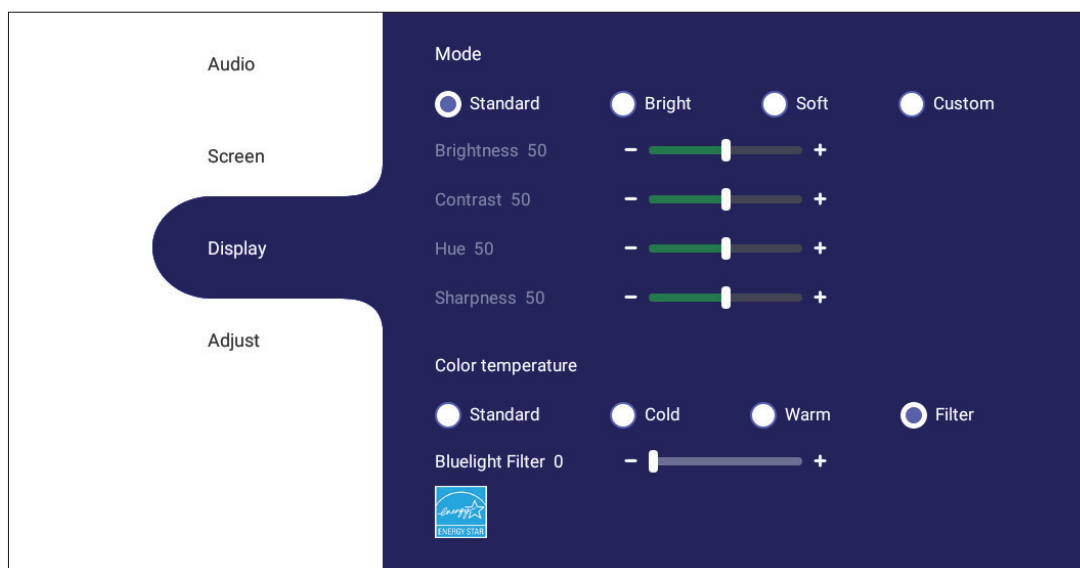 Audio
Screen
Display
Adjust
Mode
Standard Bright Soft Custom
Brightness 50
Contrast 50
Hue 50
Sharpness 50
Color temperature
Standard Cold Warm Filter
Bluelight Filter 0
energy
ENERGY STAR